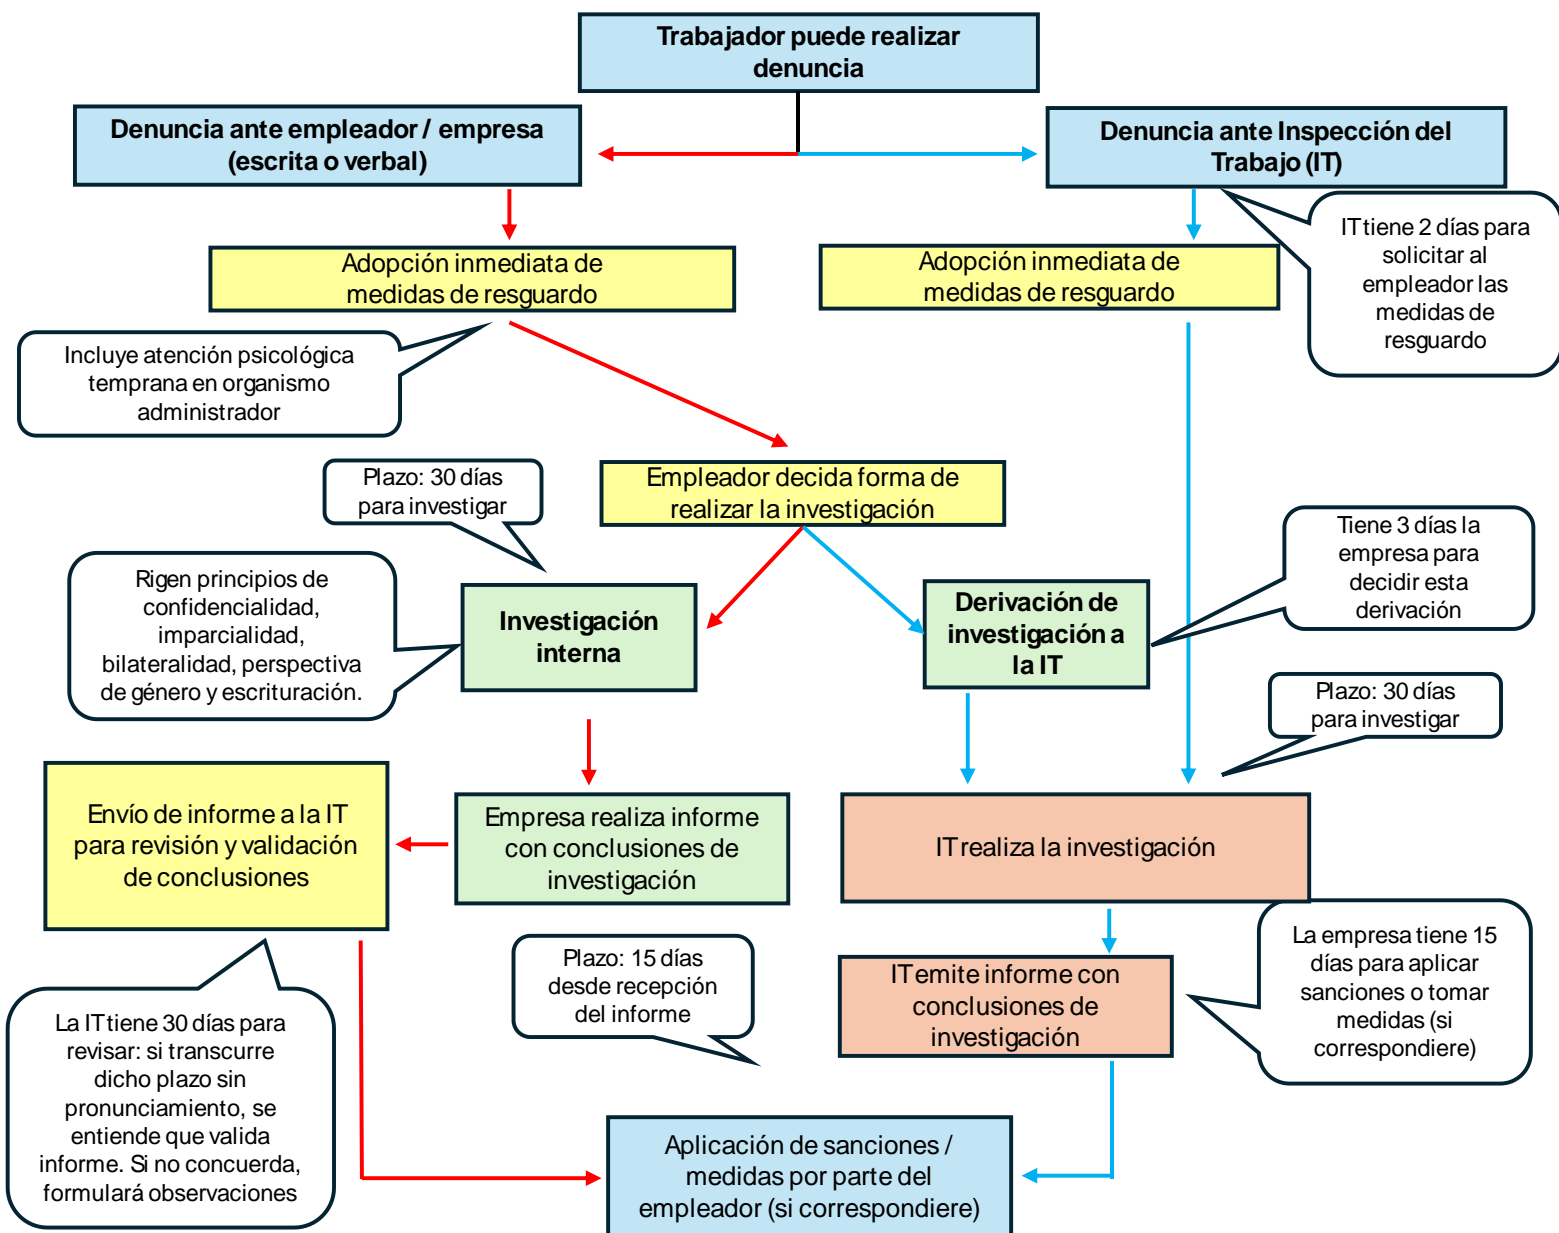 Trabajador puede realizar
denuncia
Denuncia ante empleador / empresa
(escrita o verbal)
Denuncia ante Inspección del
Trabajo (IT)
IT tiene 2 días para
solicitar al
empleador las
medidas de
resguardo
Adopción inmediata de
medidas de resguardo
Adopción inmediata de
medidas de resguardo
Incluye atención psicológica
temprana en organismo
administrador
Plazo: 30 días
para investigar
Empleador decida forma de
realizar la investigación
Tiene 3 días la
empresa para
decidir esta
derivación
Rigen principios de
confidencialidad,
imparcialidad,
bilateralidad, perspectiva
de género y escrituración.
Investigación
interna
Derivación de
investigación a
la IT
Plazo: 30 días
para investigar
Envío de informe a la IT
para revisión y validación
de conclusiones
Empresa realiza informe
con conclusiones de
investigación
IT realiza la investigación
La IT tiene 30 días para
revisar: si transcurre
dicho plazo sin
pronunciamiento, se
entiende que valida
informe. Si no concuerda,
formulará observaciones
Plazo: 15 días
desde recepción
del informe
IT emite informe con
conclusiones de
investigación
La empresa tiene 15
días para aplicar
sanciones o tomar
medidas (si
correspondiere)
Aplicación de sanciones /
medidas por parte del
empleador (si correspondiere)